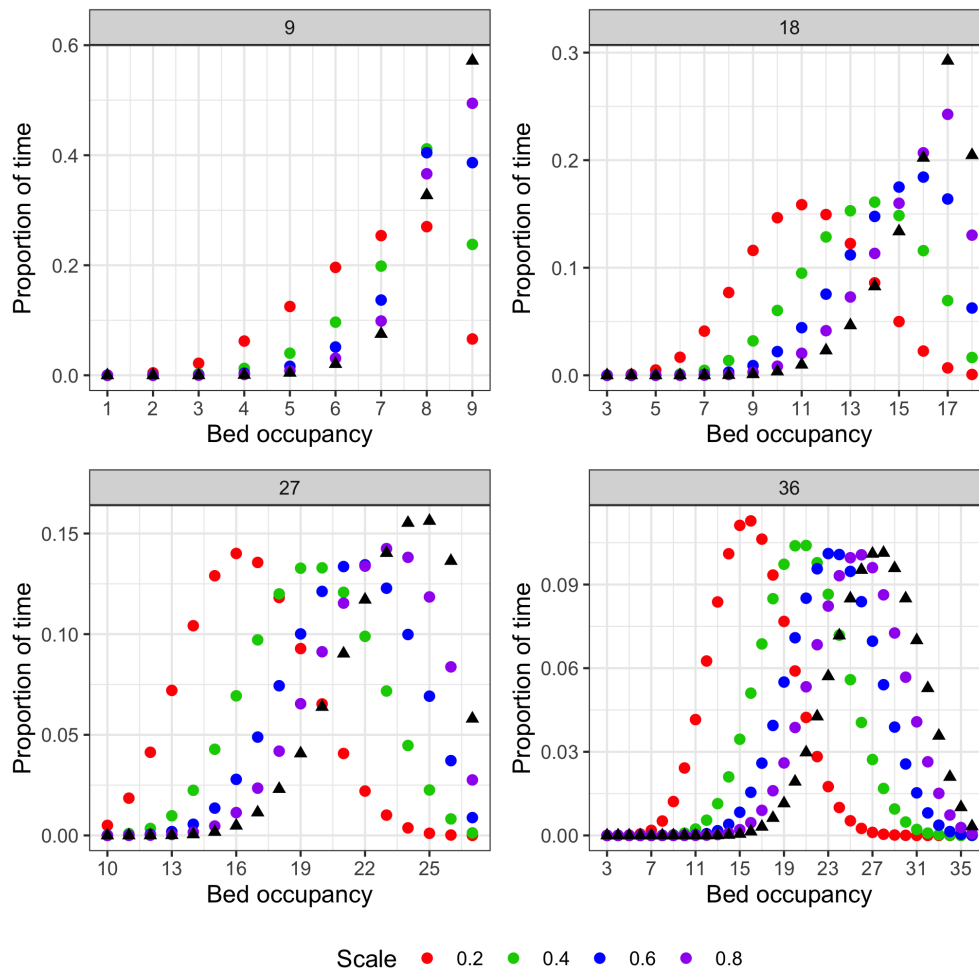 9
0.6
0.4
0.2
0.0
Proportion of time
1 2 3 4 5 6 7 8 9
Bed occupancy
18
0.3
0.2
0.1
0.0
Proportion of time
3 5 7 9 11 13 15 17
Bed occupancy
27
0.15
0.10
0.05
0.00
Proportion of time
10 13 16 19 22 25
Bed occupancy
36
0.09
0.06
0.03
0.00
Proportion of time
3 7 11 15 19 23 27 31 35
Bed occupancy
Scale 0.2 0.4 0.6 0.8